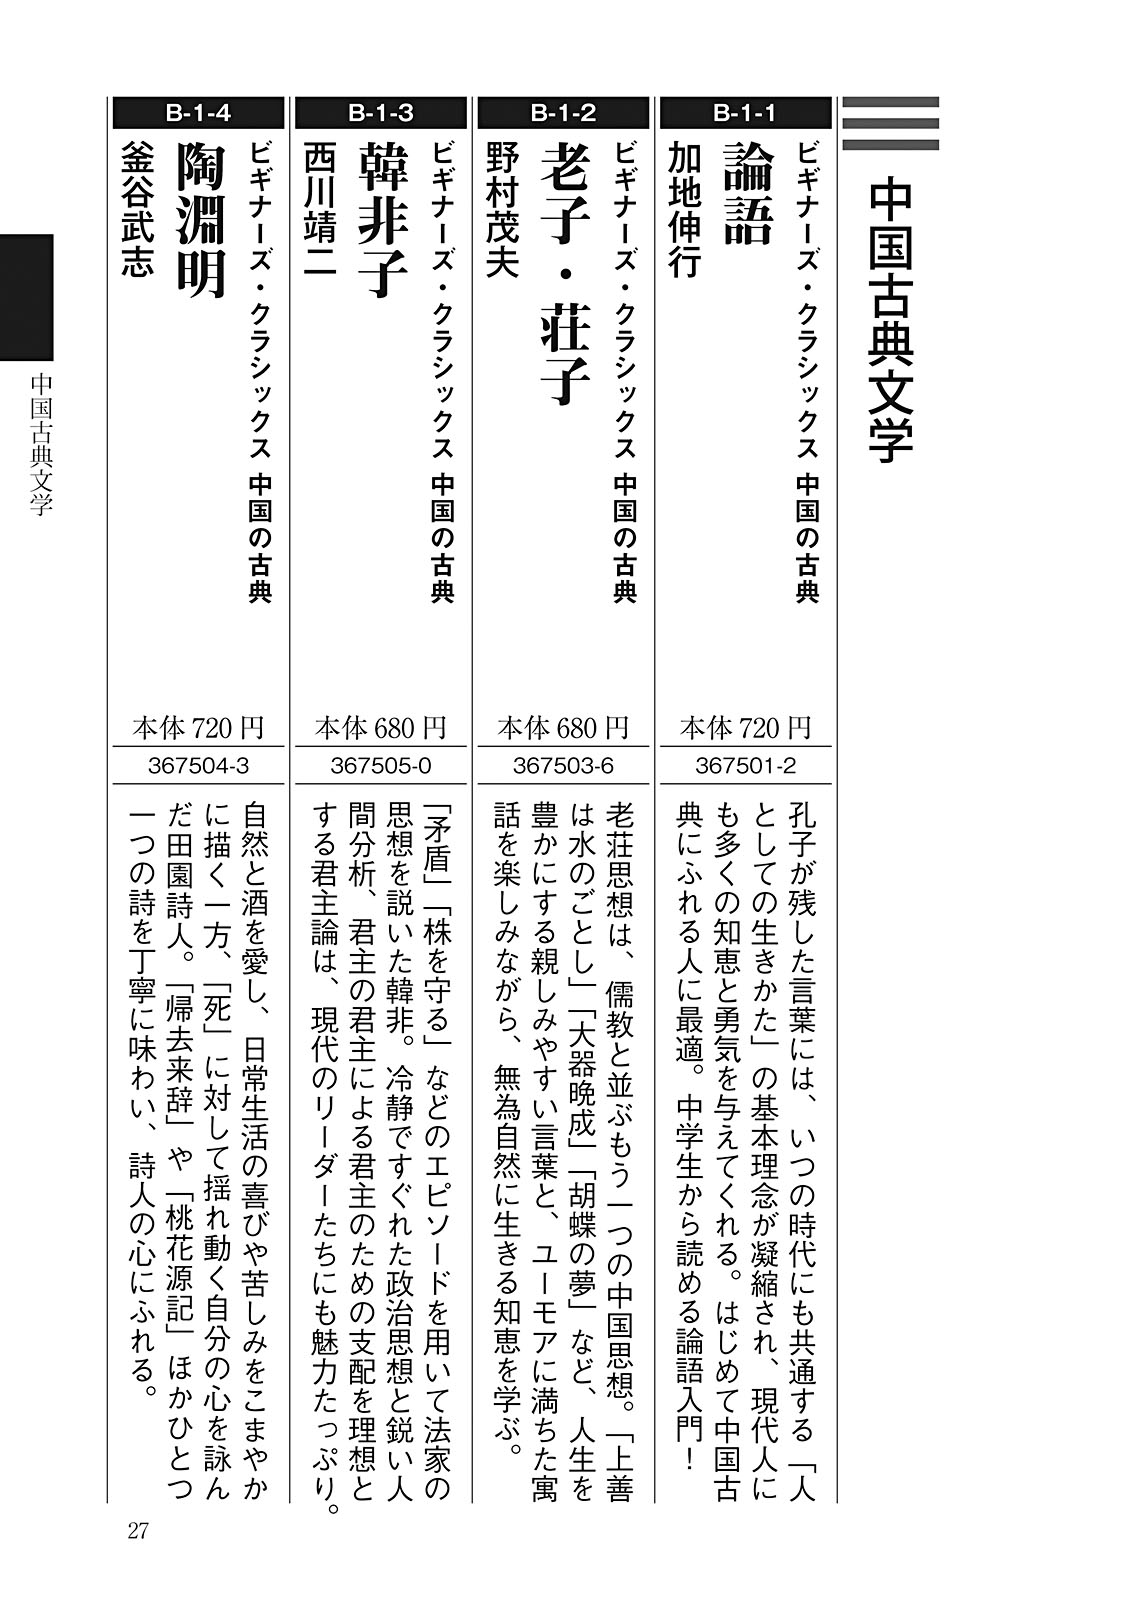 中国古典文学
B-1-1
ビギナーズ・クラシックス 中国の古典
論語
加地伸行
本体 720 円
367501-2
孔子が残した言葉には、いつの時代にも共通する「人
としての生きかた」の基本理念が凝縮され、現代人に
も多くの知恵と勇気を与えてくれる。はじめて中国古
典にふれる人に最適。中学生から読める論語入門！
B-1-2
ビギナーズ・クラシックス 中国の古典
老子・荘子
野村茂夫
本体 680 円
367503-6
老荘思想は、儒教と並ぶもう一つの中国思想。「上善
は水のごとし」「大器晩成」「胡蝶の夢」など、人生を
豊かにする親しみやすい言葉と、ユーモアに満ちた寓
話を楽しみながら、無為自然に生きる知恵を学ぶ。
B-1-3
ビギナーズ・クラシックス 中国の古典
韓非子
西川靖二
本体 680 円
367505-0
「矛盾」「株を守る」などのエピソードを用いて法家の
思想を説いた韓非。冷静ですぐれた政治思想と鋭い人
間分析、君主の君主による君主のための支配を理想と
する君主論は、現代のリーダーたちにも魅力たっぷり。
B-1-4
ビギナーズ・クラシックス 中国の古典
陶淵明
釜谷武志
本体 720 円
367504-3
自然と酒を愛し、日常生活の喜びや苦しみをこまやか
に描く一方、「死」に対して揺れ動く自分の心を詠ん
だ田園詩人。「帰去来辞」や「桃花源記」ほかひとつ
一つの詩を丁寧に味わい、詩人の心にふれる。
中国古典文学
27